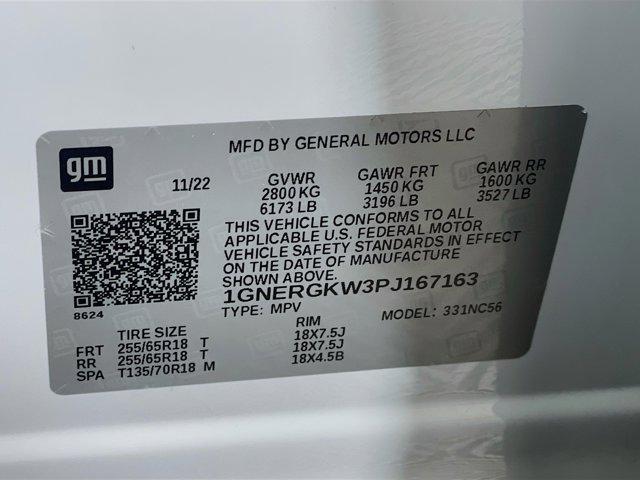 MFD BY GENERAL MOTORS LLC
gm
11/22
GVWR GAWR FRT GAWR RR
2800 KG 1450 KG 1600 KG
6173 LB 3196 LB 3527 LB
THIS VEHICLE CONFORMS TO ALL
APPLICABLE U.S. FEDERAL MOTOR
VEHICLE SAFETY STANDARDS IN EFFECT
ON THE DATE OF MANUFACTURE
SHOWN ABOVE.
1GNERGKW3PJ167163
8624
TYPE: MPV MODEL: 331NC56
TIRE SIZE RIM
FRT 255/65R18 T 18X7.5J
RR 255/65R18 T 18X7.5J
SPA T135/70R18 M 18X4.5B